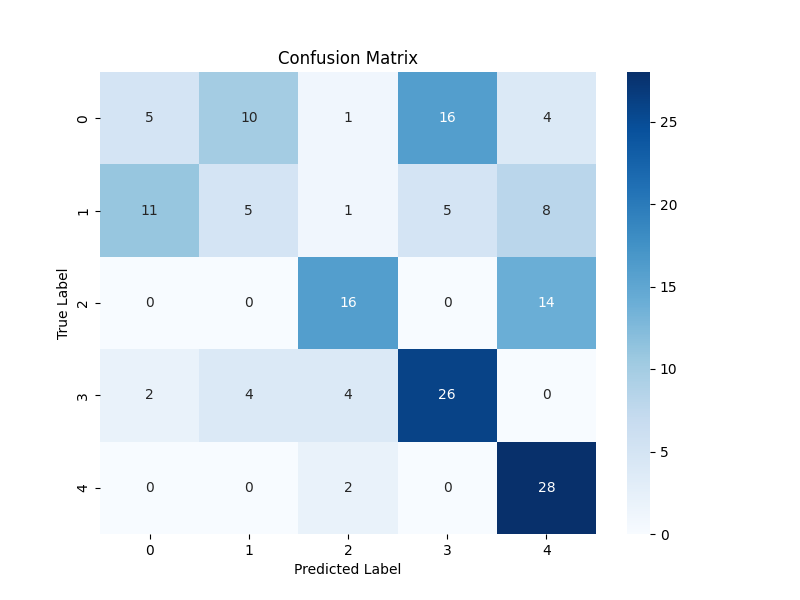 Confusion Matrix
True Label
0 5 10 1 16 4
1 11 5 1 5 8
2 0 0 16 0 14
3 2 4 4 26 0
4 0 0 2 0 28
0 1 2 3 4
Predicted Label
25
20
15
10
5
0